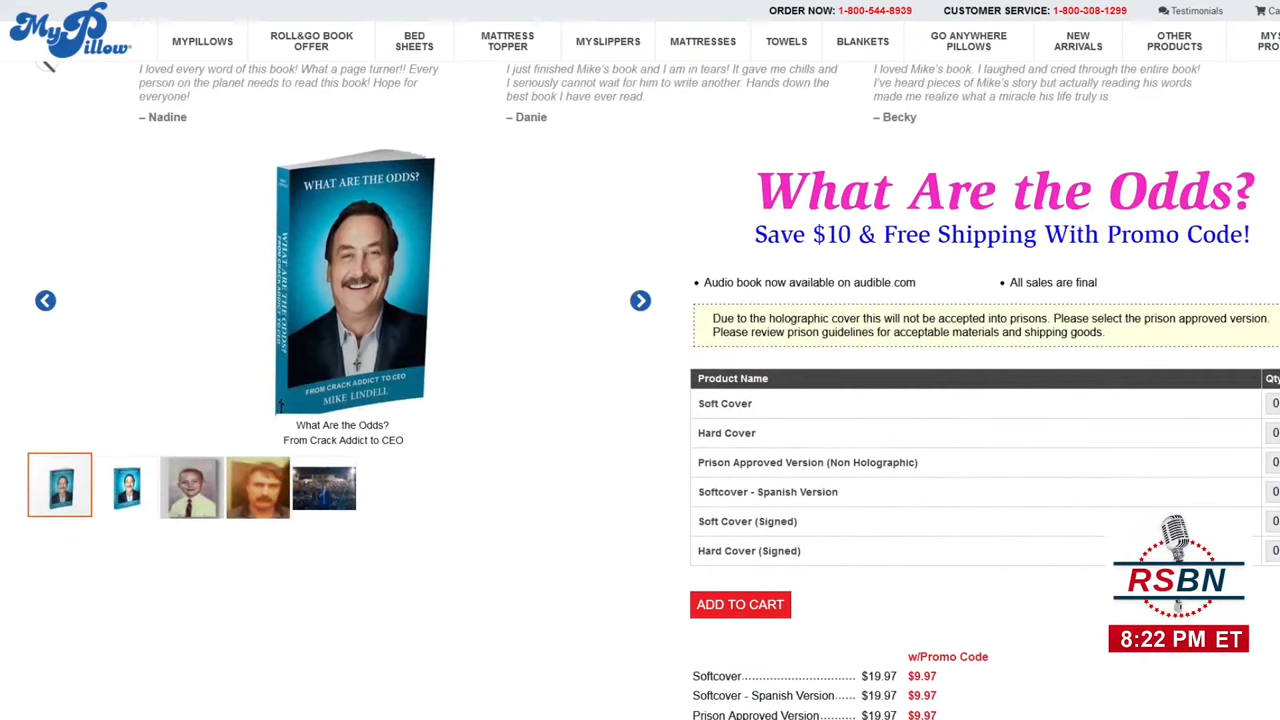 ORDER NOW: 1-800-544-8939 CUSTOMER SERVICE: 1-800-308-1299 Testimonials
MyPillow®
MYPILLOWS
ROLL&GO BOOK
OFFER
BED
SHEETS
MATTRESS
TOPPER
MYSLIPPERS
MATTRESSES
TOWELS
BLANKETS
GO ANYWHERE
PILLOWS
NEW
ARRIVALS
OTHER
PRODUCTS
I loved every word of this book! What a page turner!! Every
person on the planet needs to read this book! Hope for
everyone!
– Nadine
I just finished Mike's book and I am in tears! It gave me chills and
I seriously cannot wait for him to write another. Hands down the
best book I have ever read.
– Danie
I loved Mike's book. I laughed and cried through the entire book!
I've heard pieces of Mike's story but actually reading his words
made me realize what a miracle his life truly is.
– Becky
WHAT ARE THE ODDS?
WHAT ARE THE ODDS?
FROM CRACK ADDICT TO CEO
FROM CRACK ADDICT TO CEO
MIKE LINDELL
What Are the Odds?
From Crack Addict to CEO
What Are the Odds?
Save $10 & Free Shipping With Promo Code!
• Audio book now available on audible.com
• All sales are final
Due to the holographic cover this will not be accepted into prisons. Please select the prison approved version.
Please review prison guidelines for acceptable materials and shipping goods.
Product Name Qty
Soft Cover 0
Hard Cover 0
Prison Approved Version (Non Holographic) 0
Softcover - Spanish Version 0
Soft Cover (Signed) 0
Hard Cover (Signed) 0
ADD TO CART
RSBN
8:22 PM ET
w/Promo Code
Softcover............................ $19.97 $9.97
Softcover - Spanish Version..... $19.97 $9.97
Prison Approved Version......... $19.97 $9.97